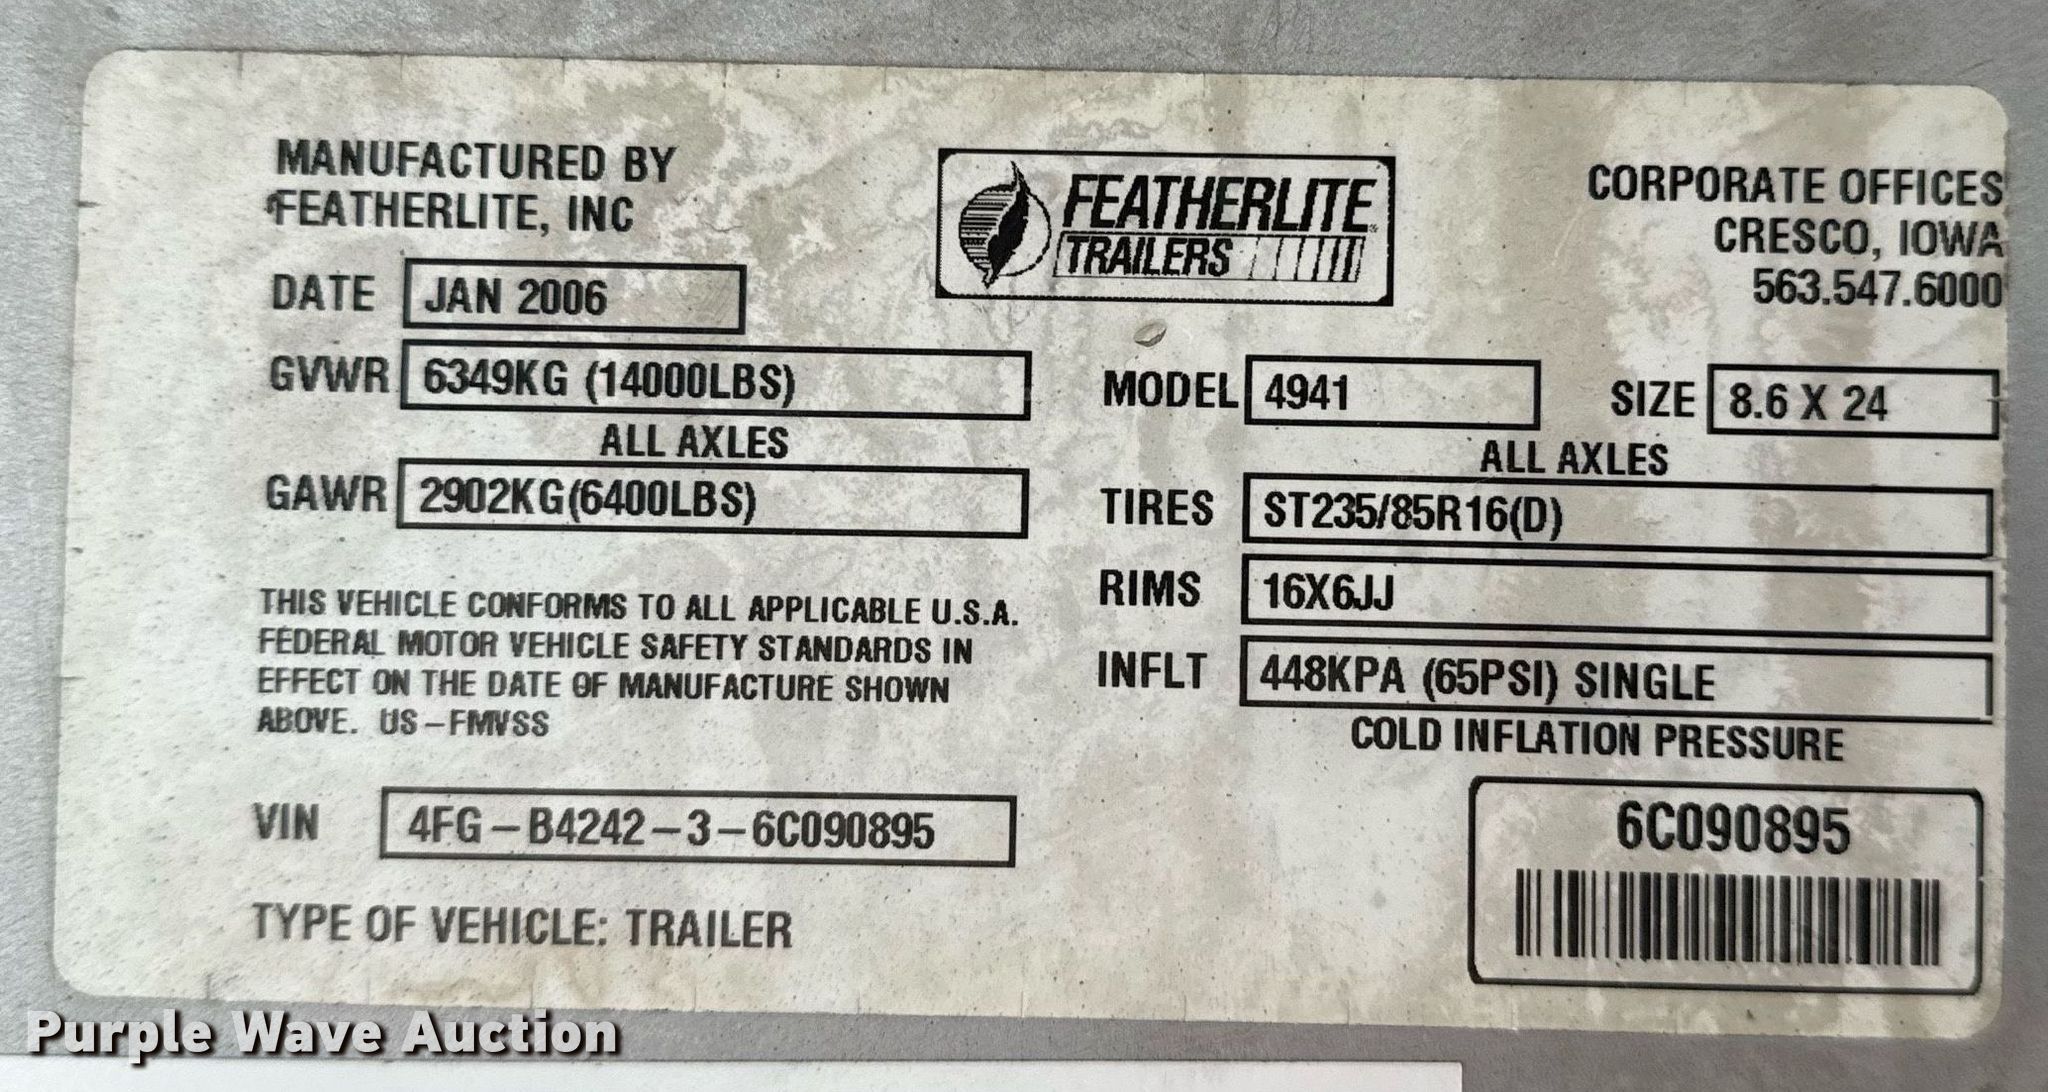 MANUFACTURED BY
FEATHERLITE, INC
FEATHERLITE
TRAILERS
CORPORATE OFFICES
CRESCO, IOWA
563.547.6000
DATE JAN 2006
GVWR 6349KG (14000LBS)
ALL AXLES
GAWR 2902KG(6400LBS)
MODEL 4941 SIZE 8.6 X 24
ALL AXLES
TIRES ST235/85R16(D)
RIMS 16X6JJ
INFLT 448KPA (65PSI) SINGLE
COLD INFLATION PRESSURE
THIS VEHICLE CONFORMS TO ALL APPLICABLE U.S.A.
FEDERAL MOTOR VEHICLE SAFETY STANDARDS IN
EFFECT ON THE DATE OF MANUFACTURE SHOWN
ABOVE. US-FMVSS
VIN 4FG-B4242-3-6C090895
TYPE OF VEHICLE: TRAILER
6C090895
Purple Wave Auction